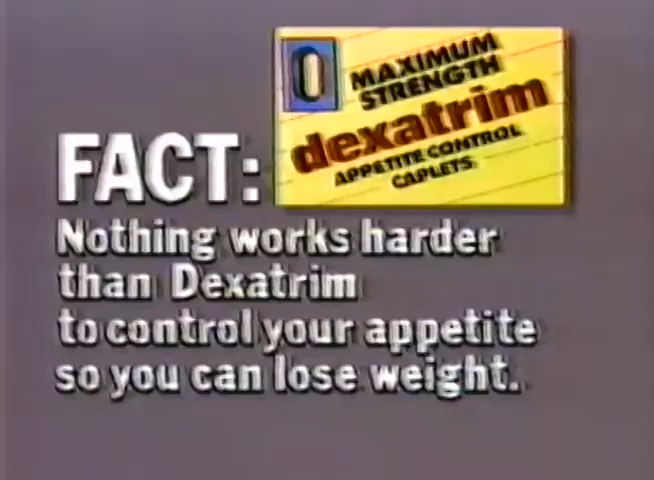 0
MAXIMUM
STRENGTH
dexatrim
APPETITE CONTROL
CAPLETS
FACT:
Nothing works harder
than Dexatrim
to control your appetite
so you can lose weight.